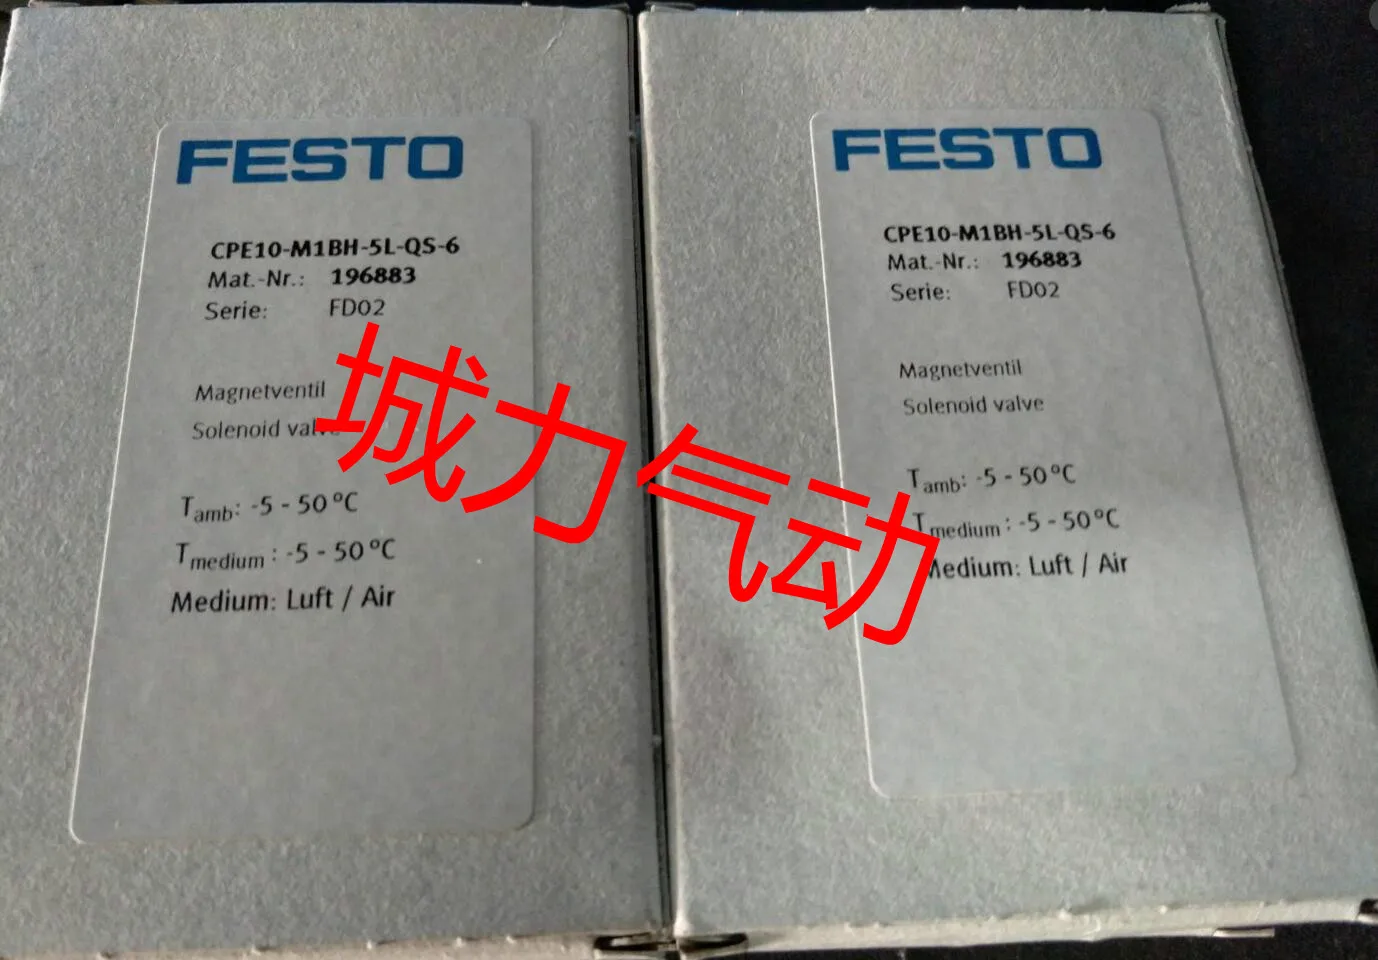 FESTO
CPE10-M1BH-5L-QS-6
Mat.-Nr.: 196883
Serie: FD02
Magnetventil
Solenoid valve
Tamb: -5 - 50°C
Tmedium: -5 - 50°C
Medium: Luft / Air
FESTO
CPE10-M1BH-5L-QS-6
Mat.-Nr.: 196883
Serie: FD02
Magnetventil
Solenoid valve
Tamb: -5 - 50°C
Tmedium: -5 - 50°C
Medium: Luft / Air
城力气动